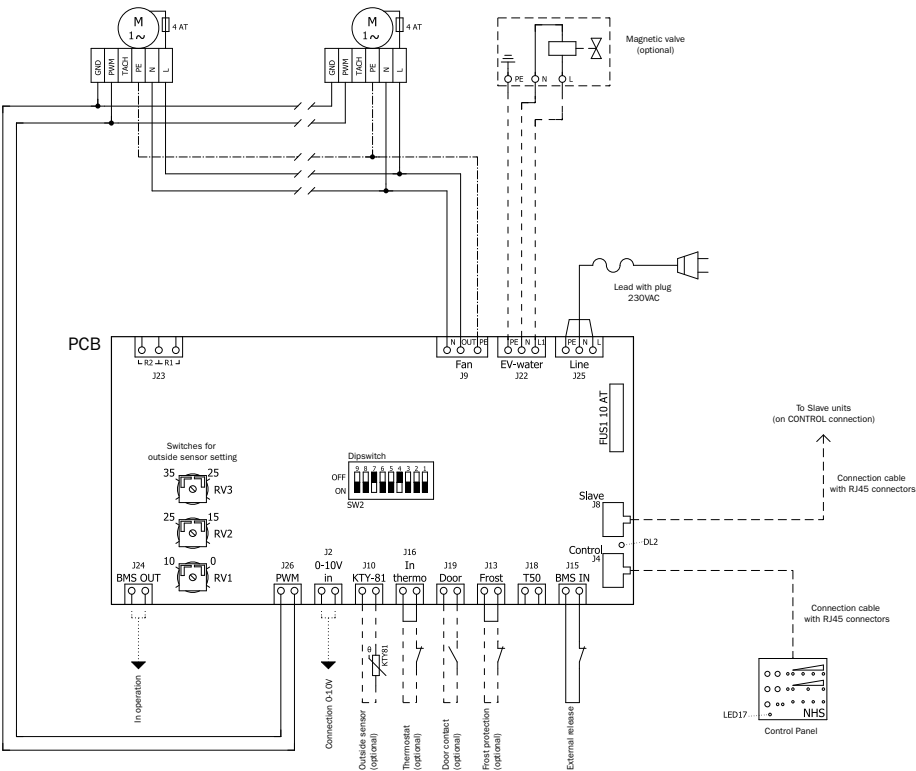 M
1~
4 AT
M
1~
4 AT
GND
PWM
TACH
PE
N
L
GND
PWM
TACH
PE
N
L
PE
N
L
Magnetic valve
(optional)
Lead with plug
230VAC
PCB
R2
R1
J23
N
OUT
PE
Fan
J9
PE
N
L1
EV-water
J22
PE
N
L
Line
J25
FUS1 10 AT
To Slave units
(on CONTROL connection)
Connection cable
with RJ45 connectors
Switches for
outside sensor setting
35
25
RV3
25
15
RV2
10
0
RV1
Dipswitch
9 8 7 6 5 4 3 2 1
OFF
ON
SW2
Slave
J8
DL2
Control
J4
J24
BMS OUT
J26
PWM
J2
0-10V
in
J10
KTY-81
J16
In
thermo
J19
Door
J13
Frost
J18
T50
J15
BMS IN
Connection cable
with RJ45 connectors
In operation
Connection 0-10V
θ
KTY81
Outside sensor
(optional)
Thermostat
(optional)
Door contact
(optional)
Frost protection
(optional)
External release
LED17
NHS
Control Panel